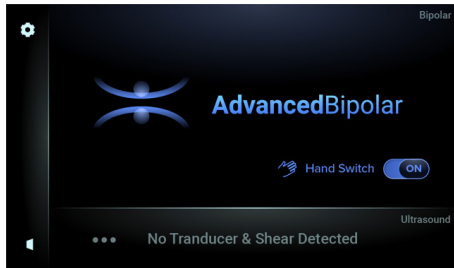 Bipolar
AdvancedBipolar
Hand Switch ON
Ultrasound
No Tranducer & Shear Detected